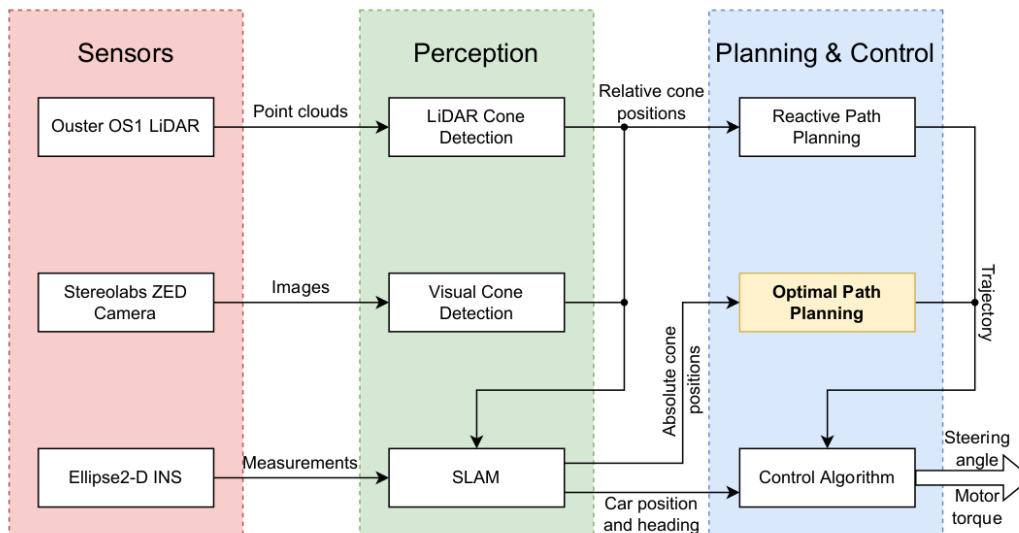 Sensors
Perception
Planning & Control
Ouster OS1 LiDAR
Point clouds
LiDAR Cone
Detection
Relative cone
positions
Reactive Path
Planning
Stereolabs ZED
Camera
Images
Visual Cone
Detection
Absolute cone
positions
Optimal Path
Planning
Trajectory
Ellipse2-D INS
Measurements
SLAM
Car position
and heading
Control Algorithm
Steering
angle
Motor
torque